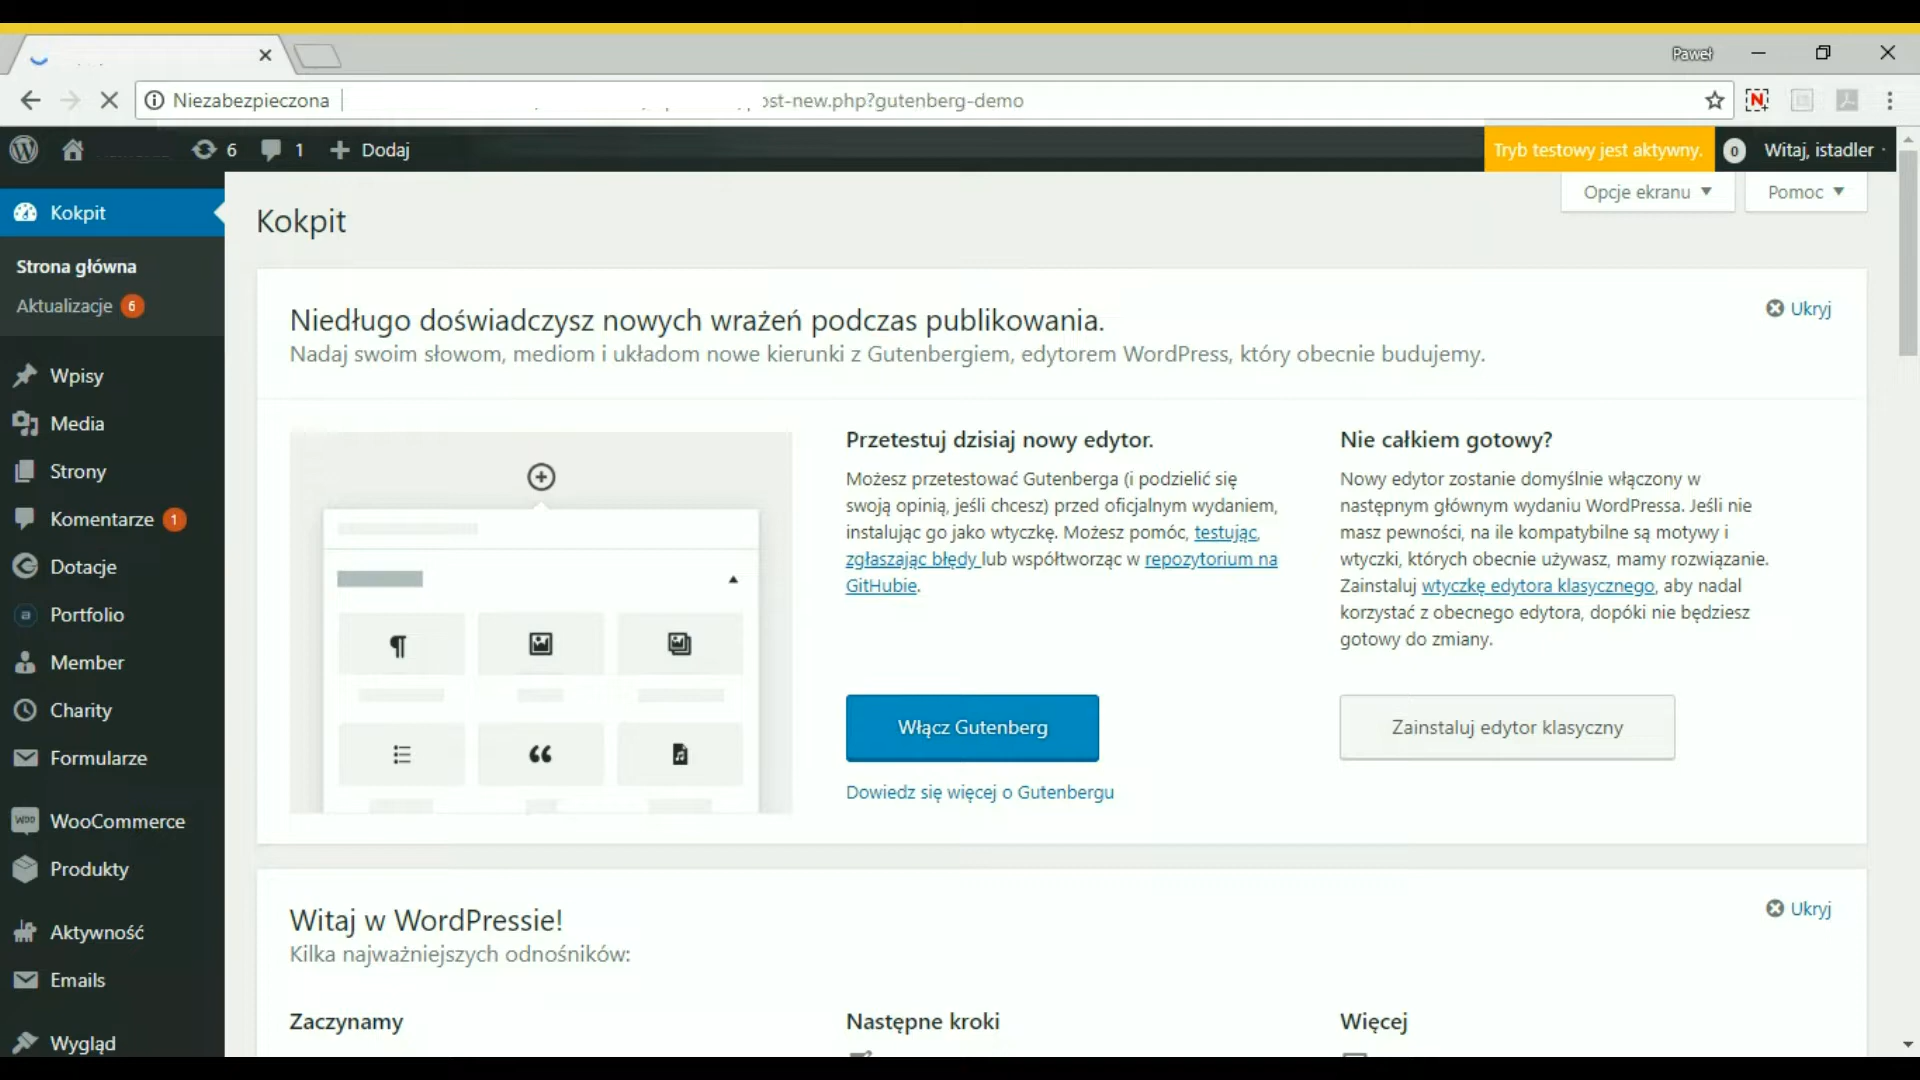 Paweł
Niezabezpieczona
ost-new.php?gutenberg-demo
6
1
Dodaj
Tryb testowy jest aktywny.
0
Witaj, istadler
Opcje ekranu
Pomoc
Kokpit
Strona główna
Aktualizacje 6
Wpisy
Media
Strony
Komentarze 1
Dotacje
Portfolio
Member
Charity
Formularze
WooCommerce
Produkty
Aktywność
Emails
Wygląd
Kokpit
Niedługo doświadczysz nowych wrażeń podczas publikowania.
Ukryj
Nadaj swoim słowom, mediom i układom nowe kierunki z Gutenbergiem, edytorem WordPress, który obecnie budujemy.
Przetestuj dzisiaj nowy edytor.
Możesz przetestować Gutenberga (i podzielić się
swoją opinią, jeśli chcesz) przed oficjalnym wydaniem,
instalując go jako wtyczkę. Możesz pomóc, testując,
zgłaszając błędy lub współtworząc w repozytorium na
GitHubie.
Włącz Gutenberg
Dowiedz się więcej o Gutenbergu
Nie całkiem gotowy?
Nowy edytor zostanie domyślnie włączony w
następnym głównym wydaniu WordPressa. Jeśli nie
masz pewności, na ile kompatybilne są motywy i
wtyczki, których obecnie używasz, mamy rozwiązanie.
Zainstaluj wtyczkę edytora klasycznego, aby nadal
korzystać z obecnego edytora, dopóki nie będziesz
gotowy do zmiany.
Zainstaluj edytor klasyczny
Witaj w WordPressie!
Ukryj
Kilka najważniejszych odnośników:
Zaczynamy
Następne kroki
Więcej